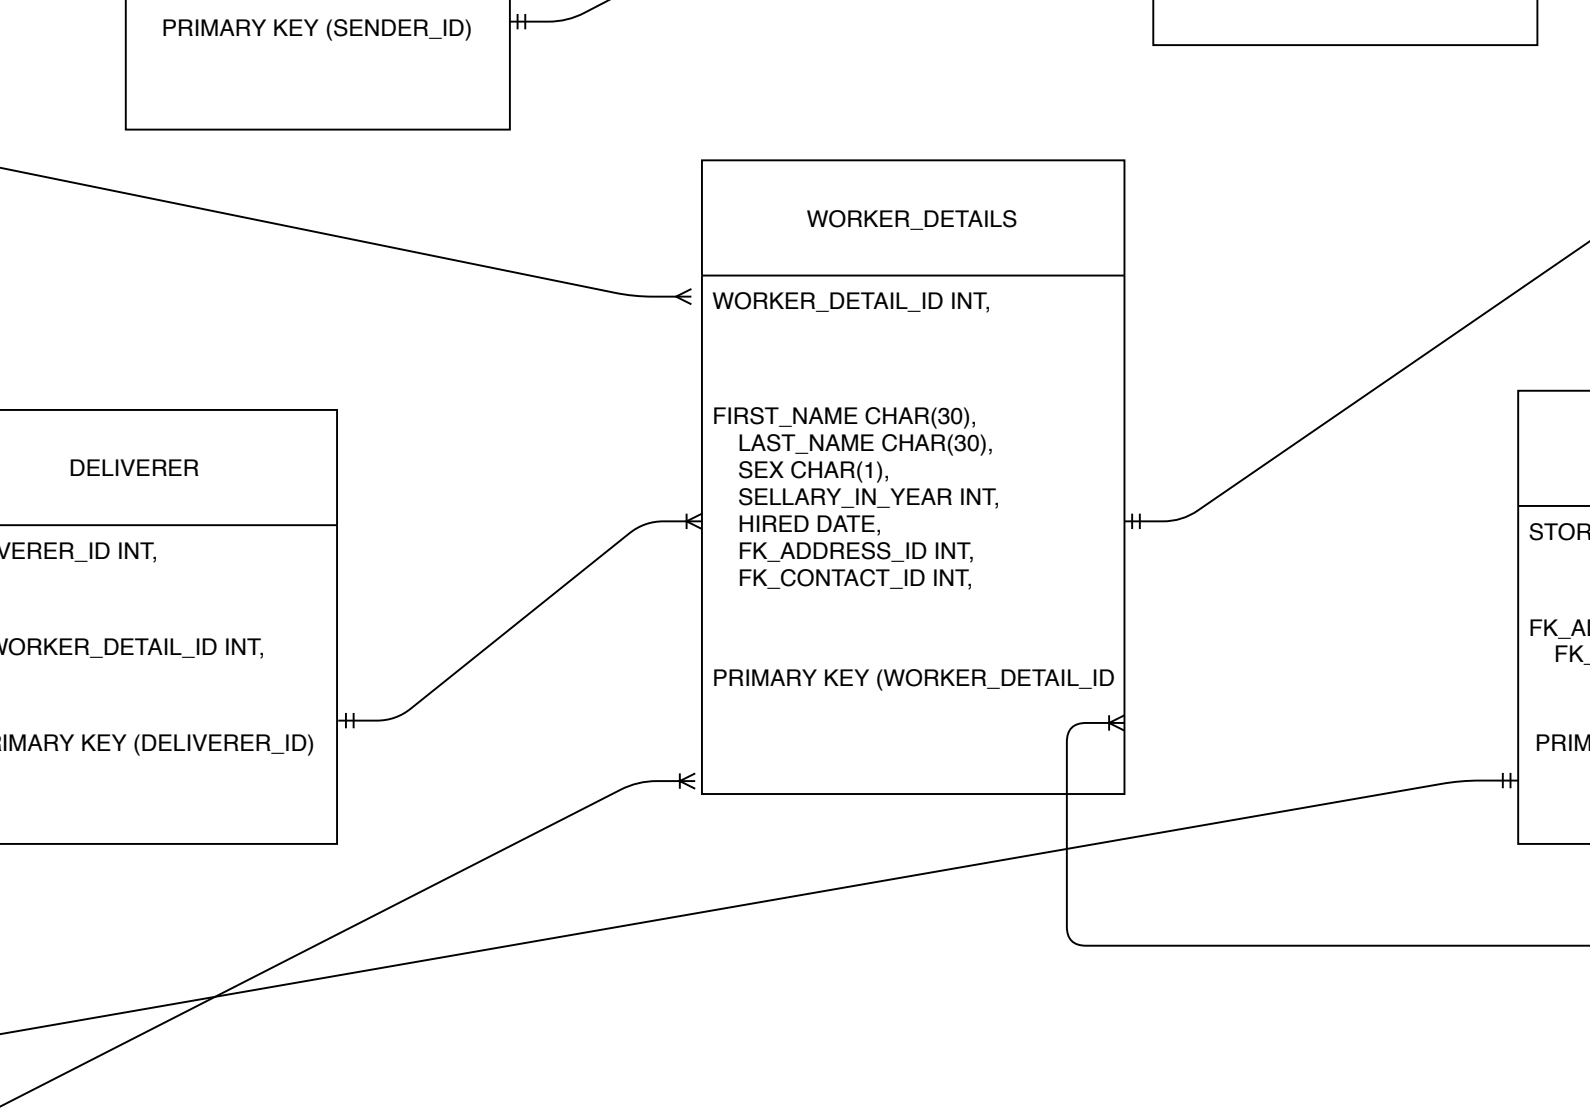 PRIMARY KEY (SENDER_ID)
WORKER_DETAILS
WORKER_DETAIL_ID INT,
FIRST_NAME CHAR(30),
LAST_NAME CHAR(30),
SEX CHAR(1),
SELLARY_IN_YEAR INT,
HIRED DATE,
FK_ADDRESS_ID INT,
FK_CONTACT_ID INT,
PRIMARY KEY (WORKER_DETAIL_ID
DELIVERER
VERER_ID INT,
WORKER_DETAIL_ID INT,
IMARY KEY (DELIVERER_ID)
STOR
FK_A
FK_
PRIM